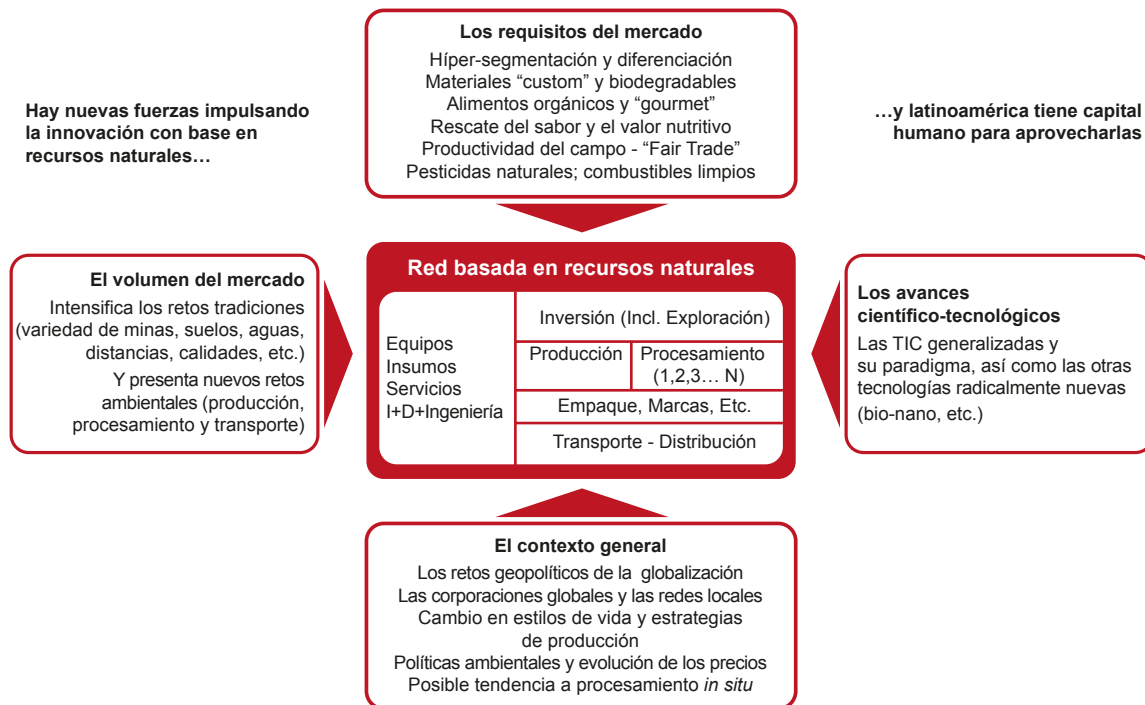 Los requisitos del mercado
Híper-segmentación y diferenciación
Materiales “custom” y biodegradables
Alimentos orgánicos y “gourmet”
Rescate del sabor y el valor nutritivo
Productividad del campo - “Fair Trade”
Pesticidas naturales; combustibles limpios
Hay nuevas fuerzas impulsando
la innovación con base en
recursos naturales…
…y latinoamérica tiene capital
humano para aprovecharlas
El volumen del mercado
Intensifica los retos tradiciones
(variedad de minas, suelos, aguas,
distancias, calidades, etc.)
Y presenta nuevos retos
ambientales (producción,
procesamiento y transporte)
Red basada en recursos naturales
Equipos
Insumos
Servicios
I+D+Ingeniería
Inversión (Incl. Exploración)
Producción
Procesamiento
(1,2,3… N)
Empaque, Marcas, Etc.
Transporte - Distribución
Los avances
científico-tecnológicos
Las TIC generalizadas y
su paradigma, así como las otras
tecnologías radicalmente nuevas
(bio-nano, etc.)
El contexto general
Los retos geopolíticos de la globalización
Las corporaciones globales y las redes locales
Cambio en estilos de vida y estrategias
de producción
Políticas ambientales y evolución de los precios
Posible tendencia a procesamiento in situ